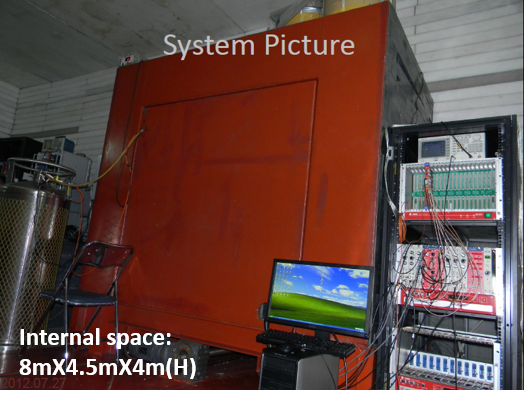 System Picture
Internal space:
8mX4.5mX4m(H)
2012.07.27